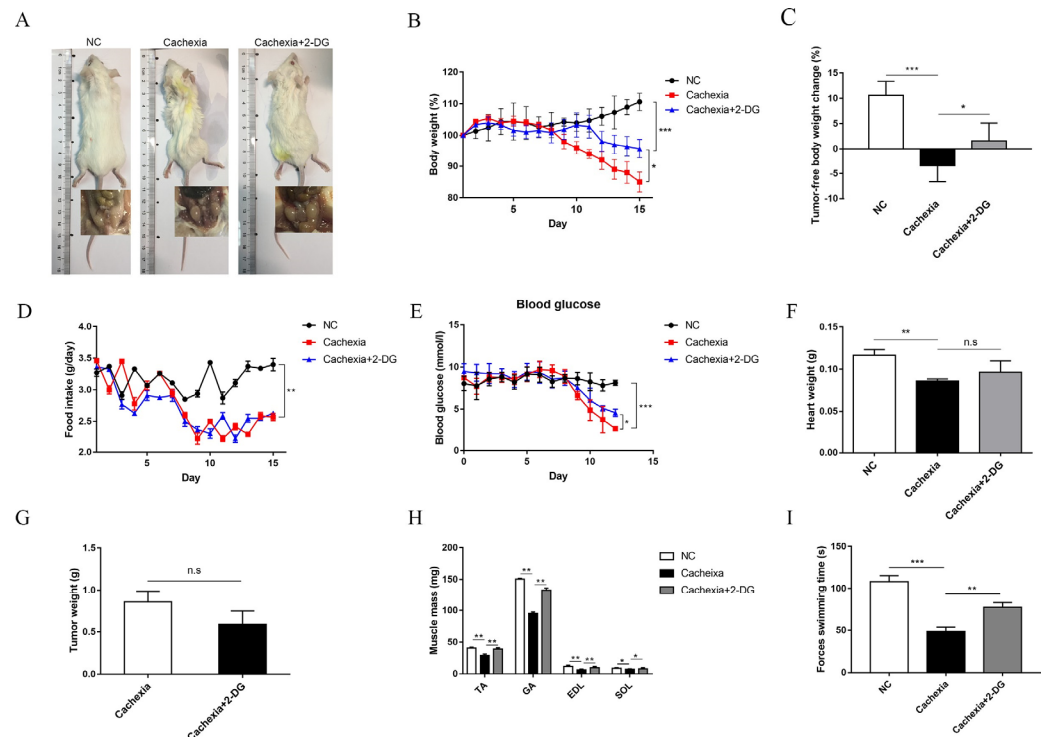 A
NC
Cachexia
Cachexia+2-DG
B
Body weight (%)
120
110
100
90
80
5
10
15
Day
NC
Cachexia
Cachexia+2-DG
***
*
C
Tumor-free body weight change (%)
15
10
5
0
-5
-10
***
*
NC
Cachexia
Cachexia+2-DG
D
Food intake (g/day)
4.0
3.5
3.0
2.5
2.0
5
10
15
Day
NC
Cachexia
Cachexia+2-DG
**
E
Blood glucose
Blood glucose (mmol/l)
15
10
5
0
0
5
10
15
Day
NC
Cachexia
Cachexia+2-DG
*
***
F
Heart weight (g)
0.15
0.10
0.05
0.00
**
n.s
NC
Cachexia
Cachexia+2-DG
G
Tumor weight (g)
1.5
1.0
0.5
0.0
n.s
Cachexia
Cachexia+2-DG
H
Muscle mass (mg)
200
150
100
50
0
**
**
**
**
**
**
*
*
TA
GA
EDL
SOL
NC
Cacheixa
Cachexia+2-DG
I
Forces swimming time (s)
150
100
50
0
***
**
NC
Cachexia
Cachexia+2-DG